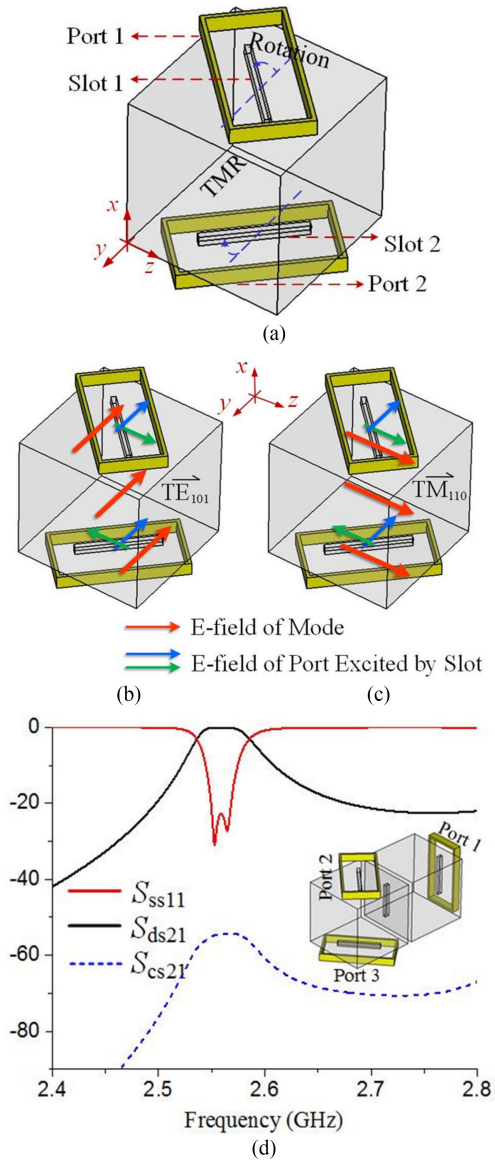 Port 1
Rotation
Slot 1
TMR
x
y
z
Slot 2
Port 2
(a)
x
y
z
TE101
TM110
E-field of Mode
E-field of Port Excited by Slot
(b)
(c)
0
-20
-40
-60
-80
Port 1
Port 2
Port 3
Sss11
Sds21
Scs21
2.4
2.5
2.6
2.7
2.8
Frequency (GHz)
(d)